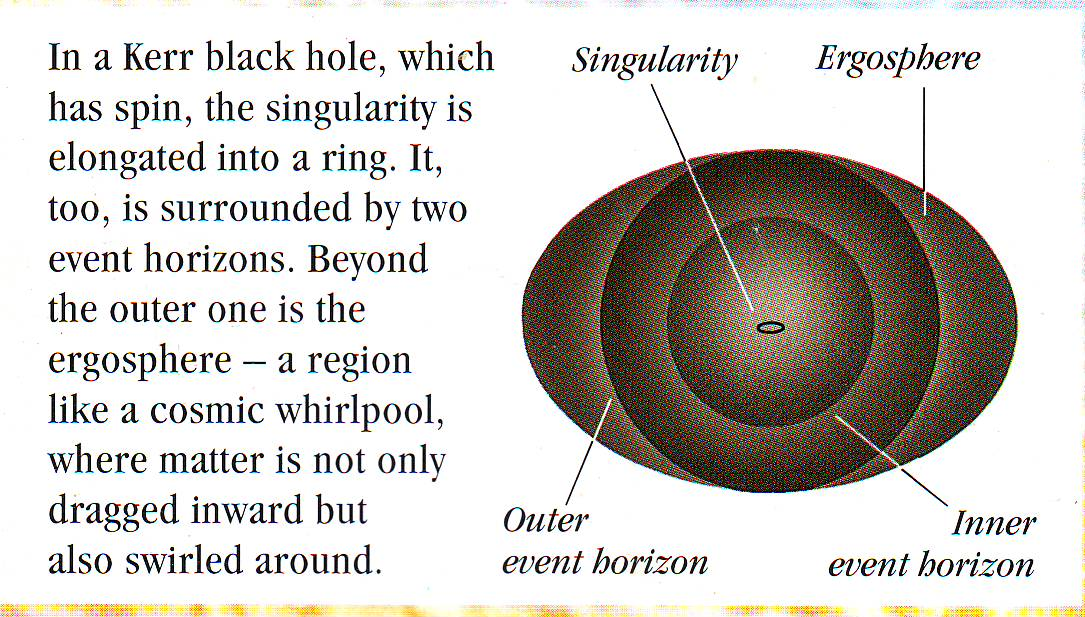 In a Kerr black hole, which
has spin, the singularity is
elongated into a ring. It,
too, is surrounded by two
event horizons. Beyond
the outer one is the
ergosphere – a region
like a cosmic whirlpool,
where matter is not only
dragged inward but
also swirled around.
Singularity
Ergosphere
Outer
event horizon
Inner
event horizon